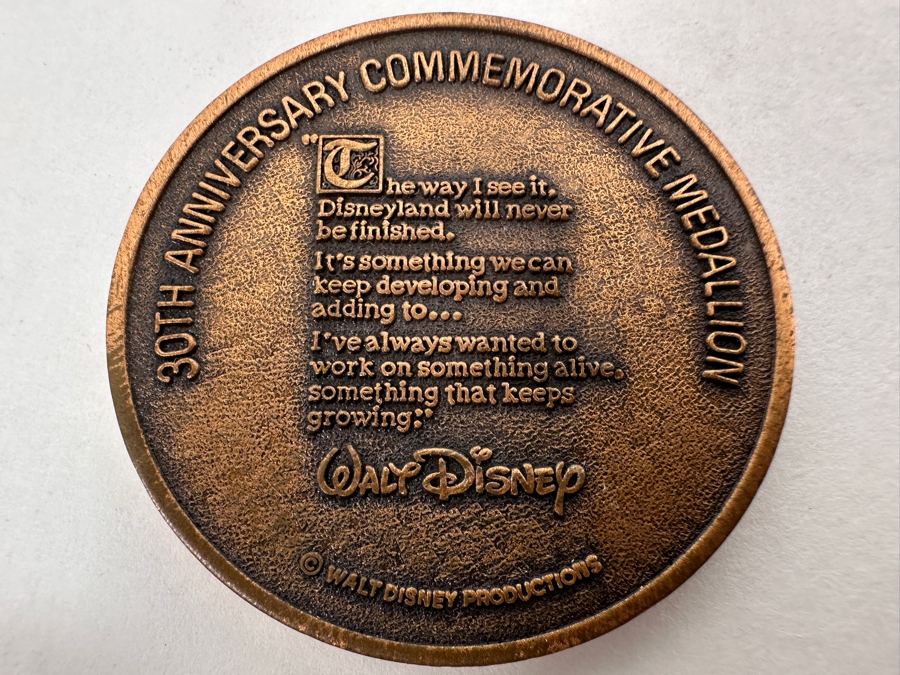 30TH ANNIVERSARY COMMEMORATIVE MEDALLION
"The way I see it,
Disneyland will never
be finished.
It's something we can
keep developing and
adding to...
I've always wanted to
work on something alive,
something that keeps
growing."
WALT DISNEY
© WALT DISNEY PRODUCTIONS